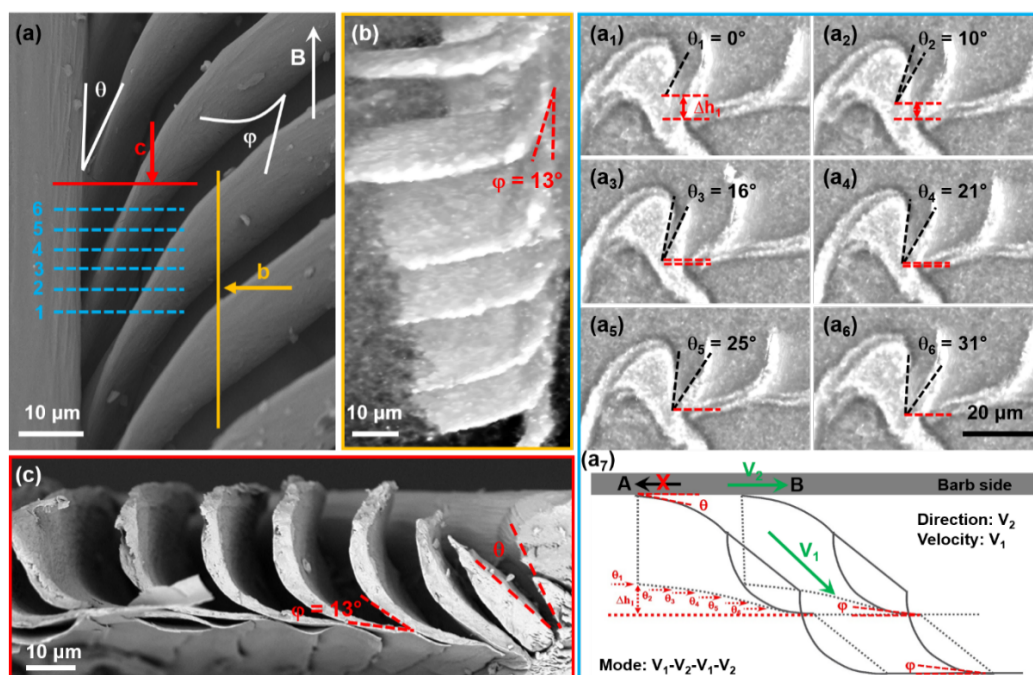 (a)
B
θ
φ
c
6
5
4
3
2
1
b
10 µm
(b)
φ = 13°
10 µm
(a1)
θ1 = 0°
Δh1
(a2)
θ2 = 10°
(a3)
θ3 = 16°
(a4)
θ4 = 21°
(a5)
θ5 = 25°
(a6)
θ6 = 31°
20 µm
(c)
θ
φ = 13°
10 µm
(a7)
A
X
V2
B
Barb side
θ
Direction: V2
Velocity: V1
V1
θ1
Δh1
θ2
θ3
θ4
θ5
φ
φ
Mode: V1-V2-V1-V2